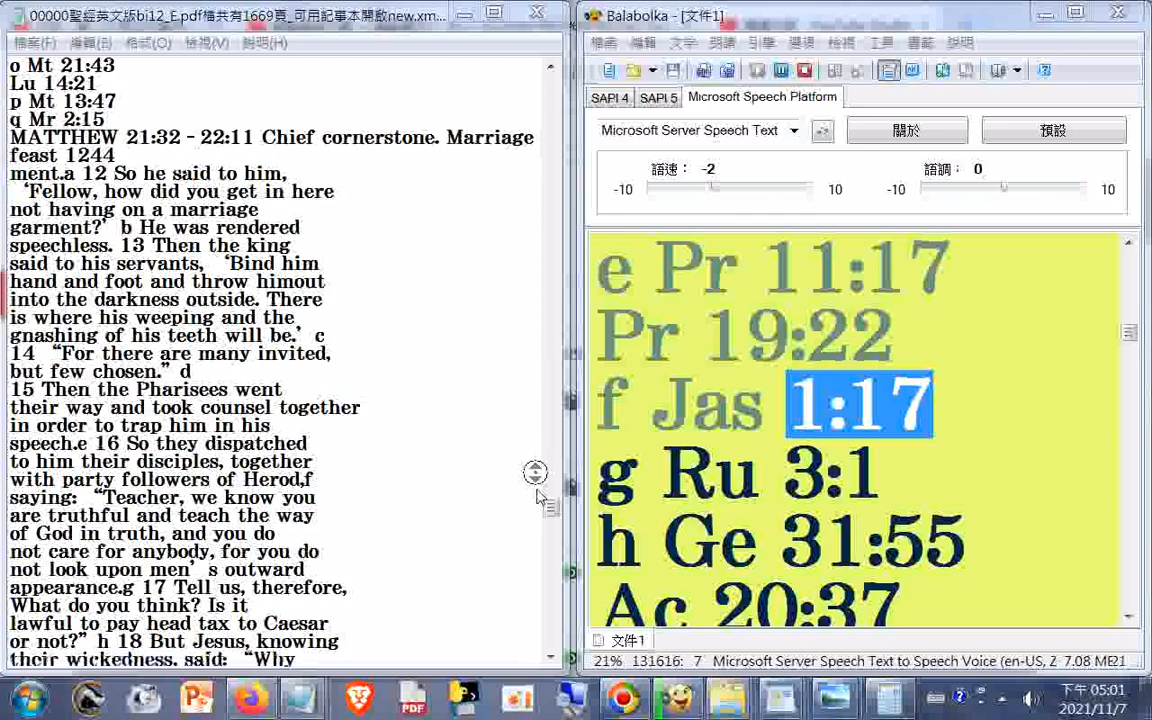 00000聖經英文版bi12_E.pdf檔共有1669頁_可用記事本開啟new.xm...
檔案(F) 編輯(E) 格式(O) 檢視(V) 說明(H)
o Mt 21:43
Lu 14:21
p Mt 13:47
q Mr 2:15
MATTHEW 21:32 - 22:11 Chief cornerstone. Marriage
feast 1244
ment.a 12 So he said to him,
‘Fellow, how did you get in here
not having on a marriage
garment?’ b He was rendered
speechless. 13 Then the king
said to his servants, ‘Bind him
hand and foot and throw himout
into the darkness outside. There
is where his weeping and the
gnashing of his teeth will be.’ c
14 “For there are many invited,
but few chosen.” d
15 Then the Pharisees went
their way and took counsel together
in order to trap him in his
speech.e 16 So they dispatched
to him their disciples, together
with party followers of Herod,f
saying: “Teacher, we know you
are truthful and teach the way
of God in truth, and you do
not care for anybody, for you do
not look upon men’s outward
appearance.g 17 Tell us, therefore,
What do you think? Is it
lawful to pay head tax to Caesar
or not?” h 18 But Jesus, knowing
their wickedness, said: “Why
Balabolka - [文件1]
檔案 編輯 文字 朗讀 引擎 選項 檢視 工具 書籤 說明
SAPI 4 SAPI 5 Microsoft Speech Platform
Microsoft Server Speech Text 關於 預設
語速： -2 語調： 0
-10 10 -10 10
e Pr 11:17
Pr 19:22
f Jas 1:17
g Ru 3:1
h Ge 31:55
Ac 20:37
文件1
21% 131616: 7 Microsoft Server Speech Text to Speech Voice (en-US, Z 7.08 ME21
PDF
下午 05:01
2021/11/7